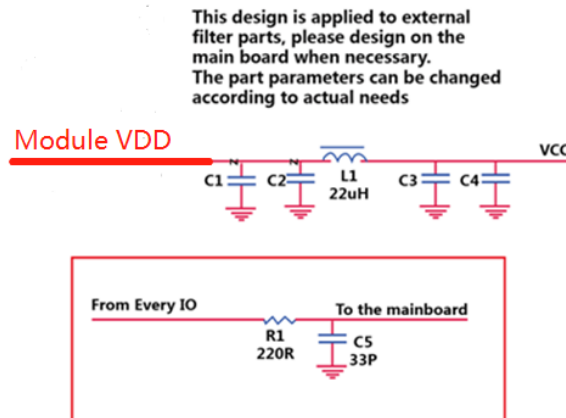 This design is applied to external
filter parts, please design on the
main board when necessary.
The part parameters can be changed
according to actual needs
Module VDD
VCC
C1
C2
L1
22uH
C3
C4
From Every IO
To the mainboard
R1
220R
C5
33P